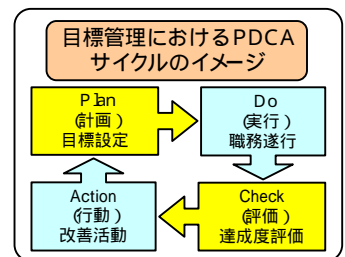 目標管理におけるPDCA
サイクルのイメージ
Plan
(計画)
目標設定
Do
(実行)
職務遂行
Check
(評価)
達成度評価
Action
(行動)
改善活動